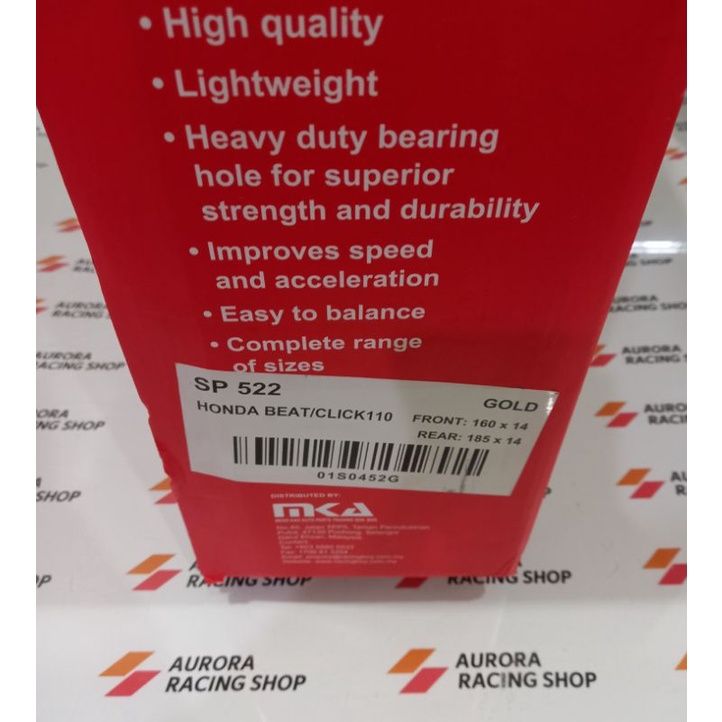 • High quality
• Lightweight
• Heavy duty bearing
hole for superior
strength and durability
• Improves speed
and acceleration
• Easy to balance
• Complete range
of sizes
SP 522
GOLD
HONDA BEAT/CLICK110
FRONT: 160 x 14
REAR: 185 x 14
01S0452G
DISTRIBUTED BY:
MKA
AURORA
RACING SHOP
AURORA
RACING SHOP
AURORA
RACING SHOP
AURORA
RACING SHOP